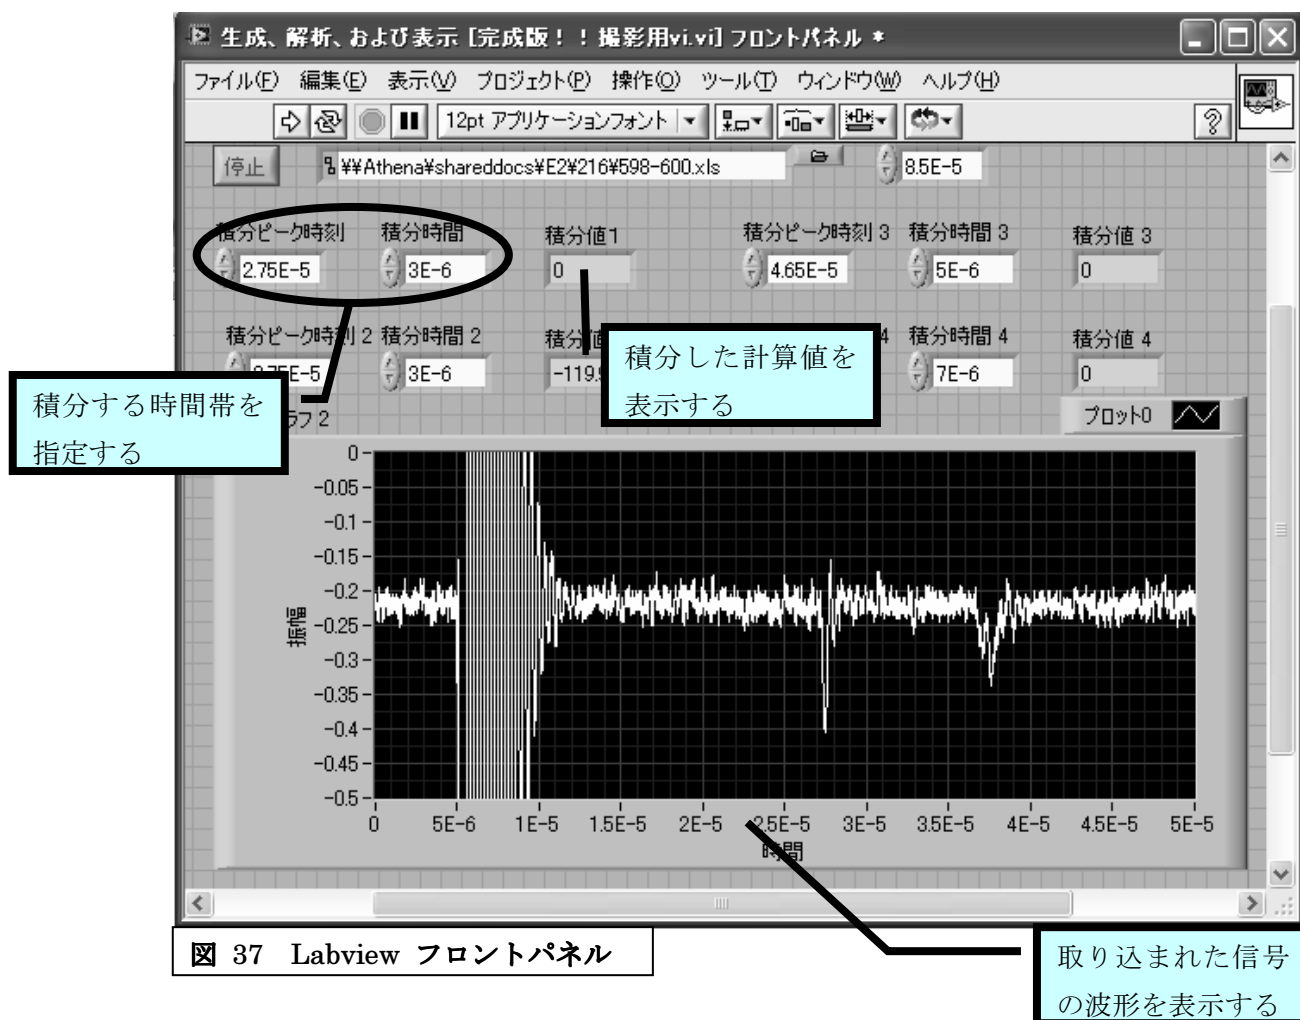 生成、解析、および表示 [完成版！！撮影用vi.vi] フロントパネル *
ファイル(F) 編集(E) 表示(V) プロジェクト(P) 操作(O) ツール(T) ウィンドウ(W) ヘルプ(H)
12pt アプリケーションフォント
停止 ¥¥Athena¥shareddocs¥E2¥216¥598-600.xls 8.5E-5
積分ピーク時刻 積分時間 積分値1 積分ピーク時刻 3 積分時間 3 積分値 3
2.75E-5 3E-6 0 4.65E-5 5E-6 0
積分ピーク時刻 2 積分時間 2 積分値 4 積分時間 4 積分値 4
75E-5 3E-6 -119. 7E-6 0
積分する時間帯を
指定する
積分した計算値を
表示する
フ 2 プロット0
0
-0.05
-0.1
-0.15
-0.2
-0.25
-0.3
-0.35
-0.4
-0.45
-0.5
振幅
0 5E-6 1E-5 1.5E-5 2E-5 2.5E-5 3E-5 3.5E-5 4E-5 4.5E-5 5E-5
時間
図 37 Labview フロントパネル
取り込まれた信号
の波形を表示する